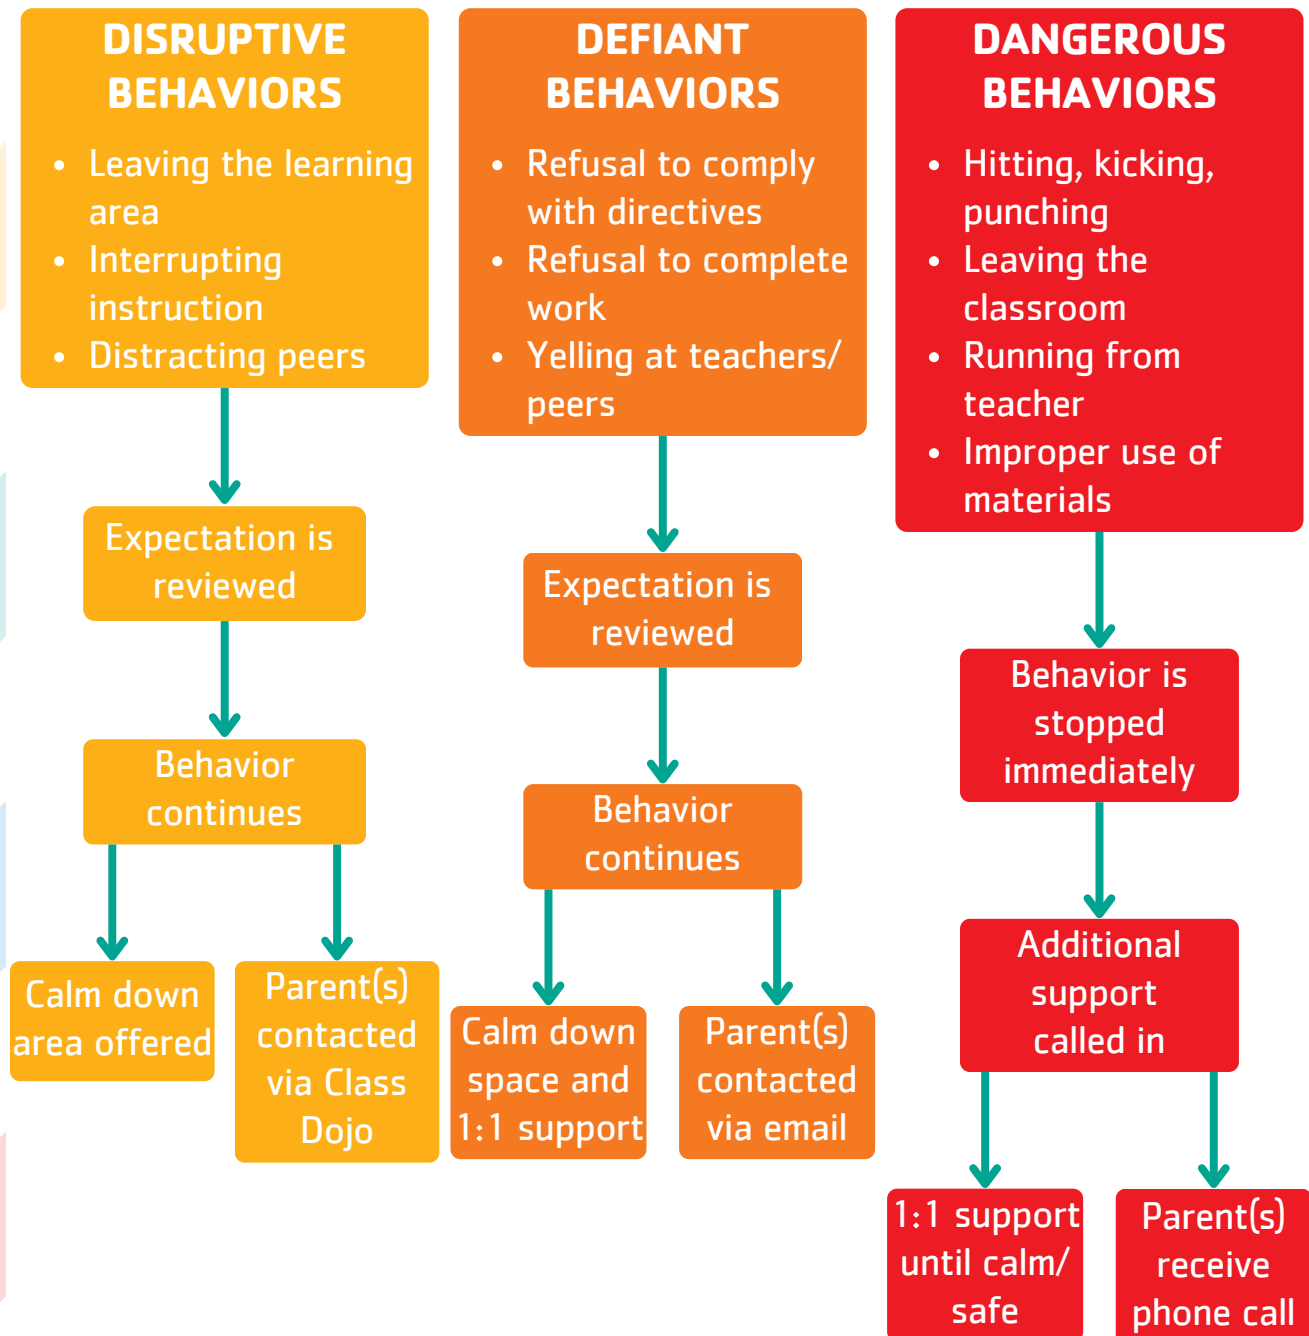 DISRUPTIVE
BEHAVIORS
• Leaving the learning
area
• Interrupting
instruction
• Distracting peers
Expectation is
reviewed
Behavior
continues
Calm down
area offered
Parent(s)
contacted
via Class
Dojo
DEFIANT
BEHAVIORS
• Refusal to comply
with directives
• Refusal to complete
work
• Yelling at teachers/
peers
Expectation is
reviewed
Behavior
continues
Calm down
space and
1:1 support
Parent(s)
contacted
via email
DANGEROUS
BEHAVIORS
• Hitting, kicking,
punching
• Leaving the
classroom
• Running from
teacher
• Improper use of
materials
Behavior is
stopped
immediately
Additional
support
called in
1:1 support
until calm/
safe
Parent(s)
receive
phone call